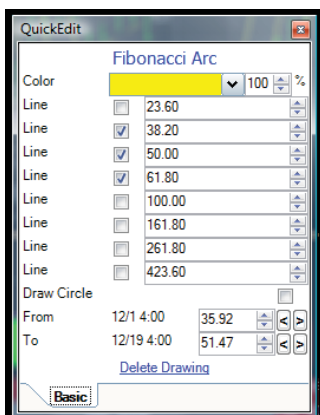 QuickEdit
Fibonacci Arc
Color 100 %
Line 23.60
Line 38.20
Line 50.00
Line 61.80
Line 100.00
Line 161.80
Line 261.80
Line 423.60
Draw Circle
From 12/1 4:00 35.92 < >
To 12/19 4:00 51.47 < >
Delete Drawing
Basic